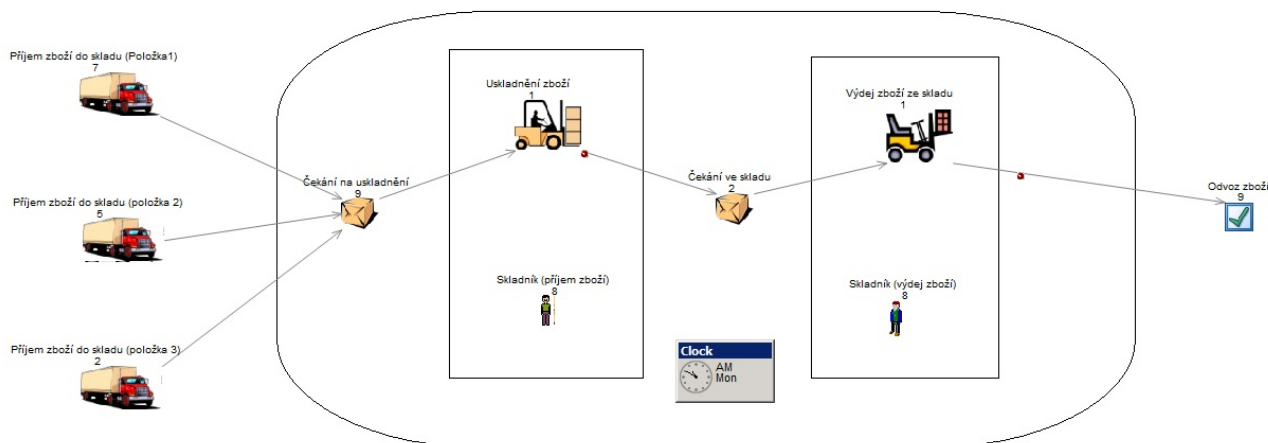 Příjem zboží do skladu (Položka1)
7
Příjem zboží do skladu (položka 2)
5
Příjem zboží do skladu (položka 3)
2
Čekání na uskladnění
9
Uskladnění zboží
1
Skladník (příjem zboží)
8
Čekání ve skladu
2
Clock
AM
Mon
Výdej zboží ze skladu
1
Skladník (výdej zboží)
8
Odvoz zboží
9